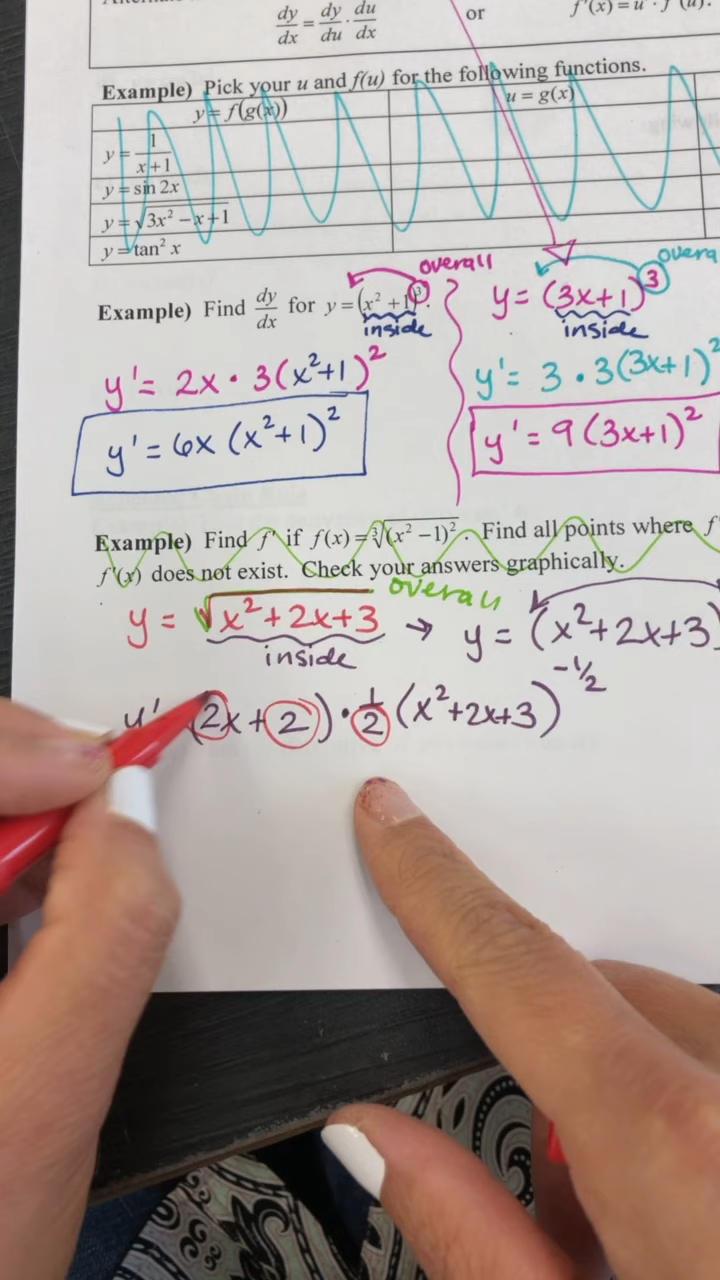 dy/dx = dy/du · du/dx or
Example) Pick your u and f(u) for the following functions.
y = f(g(x)) u = g(x)
y = 1/(x+1)
y = sin 2x
y = √(3x² − x + 1)
y = tan² x
overall
Example) Find dy/dx for y = (x² + 1)³.
inside
y' = 2x • 3(x²+1)²
y' = 6x (x²+1)²
y = (3x+1)³
inside
y' = 3 • 3(3x+1)²
y' = 9(3x+1)²
Example) Find f' if f(x) = ∛((x² − 1)²). Find all points where
f'(x) does not exist. Check your answers graphically.
overall
y = √(x²+2x+3) → y = (x²+2x+3)
inside
y' (2x+2) • 1/2 (x²+2x+3)^(-1/2)